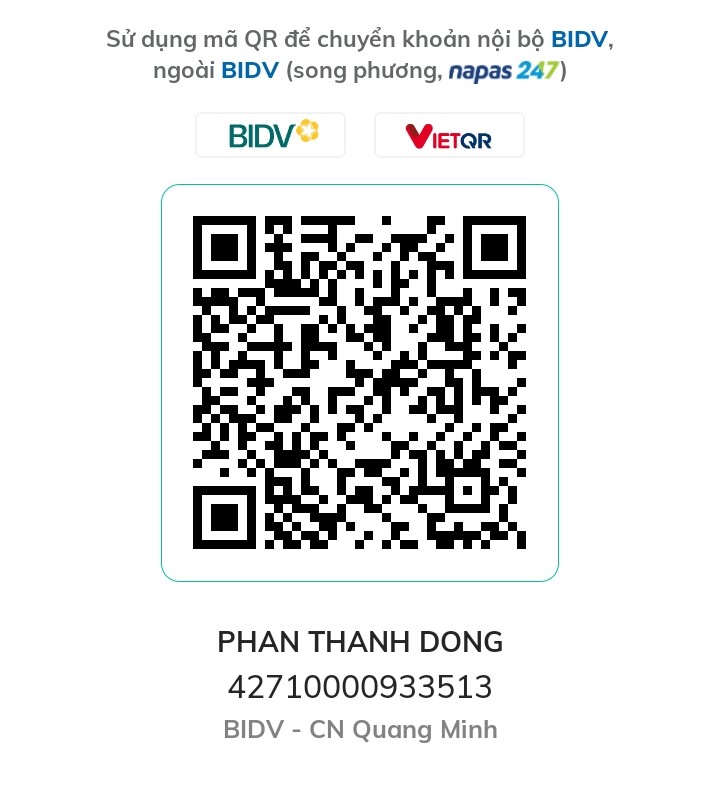 Sử dụng mã QR để chuyển khoản nội bộ BIDV,
ngoài BIDV (song phương, napas 247)
BIDV VIETQR
PHAN THANH DONG
42710000933513
BIDV - CN Quang Minh